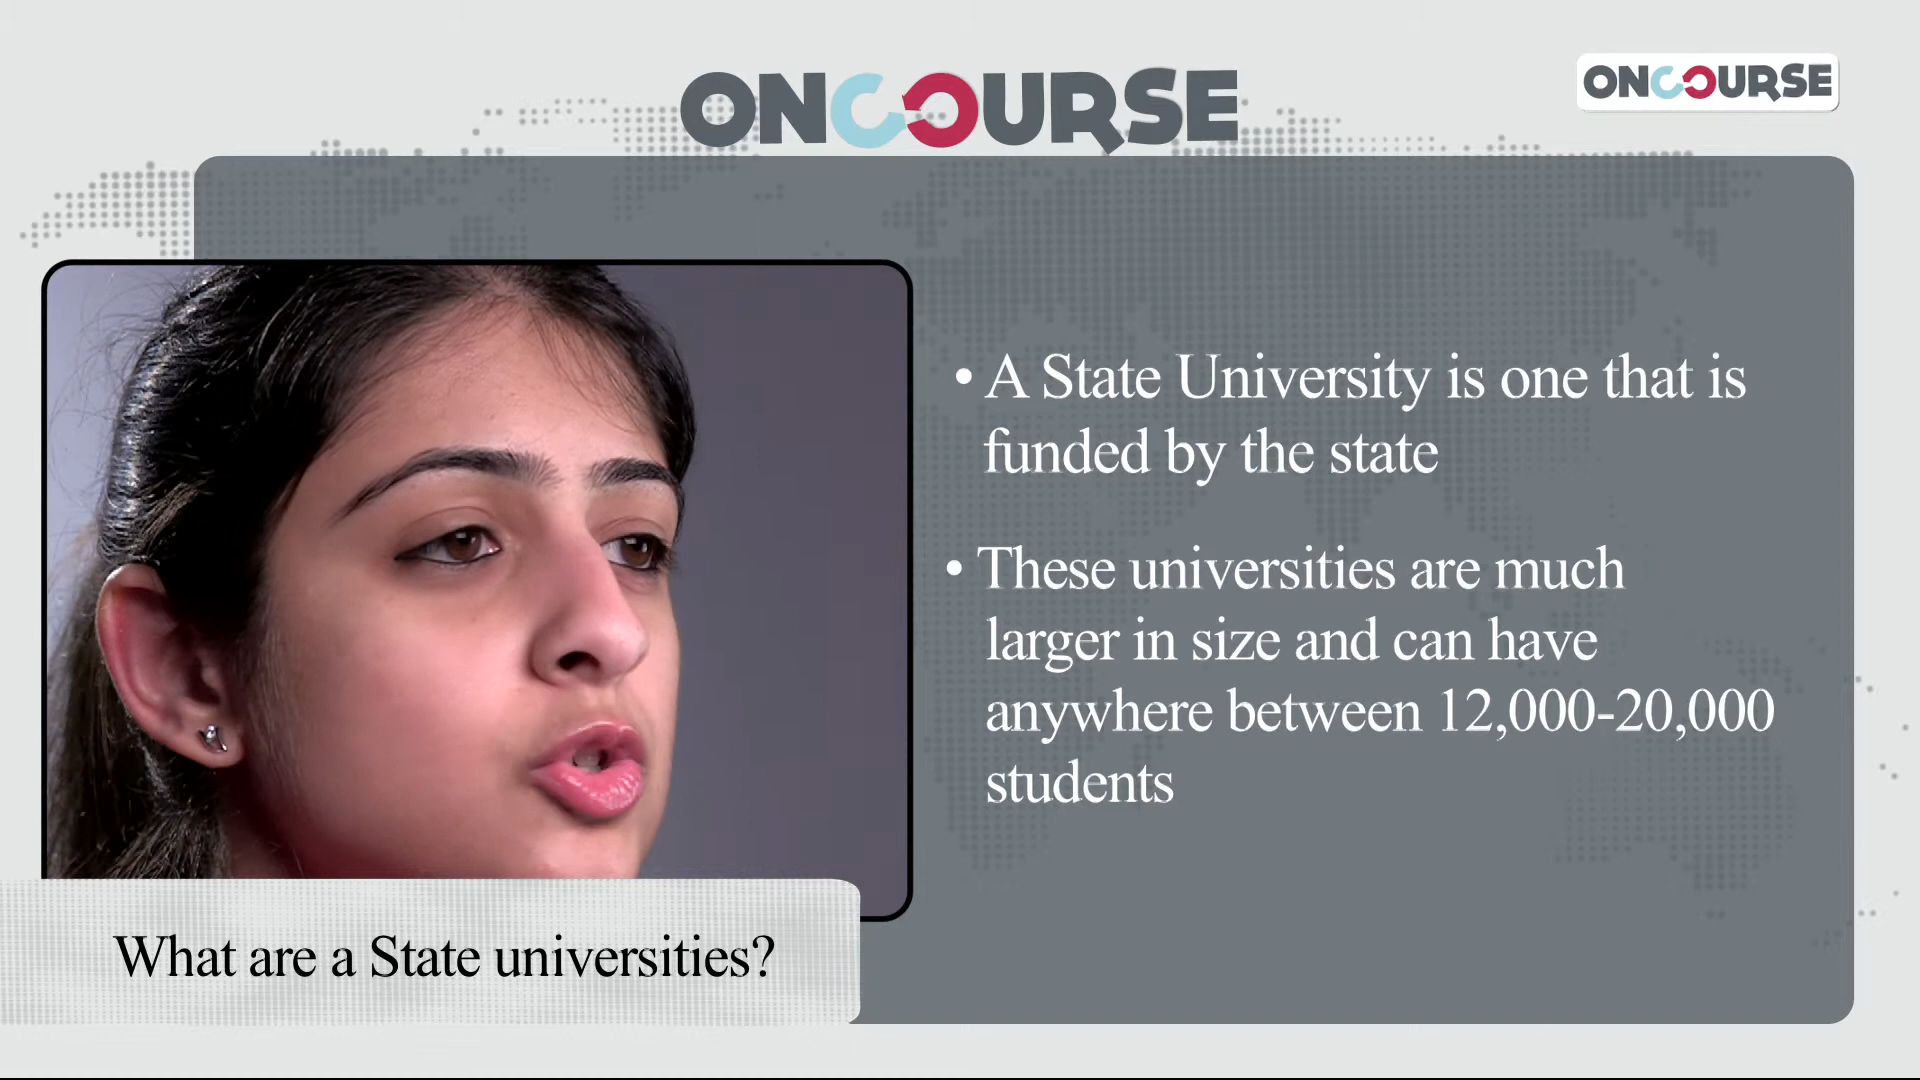 ONCOURSE
ONCOURSE
• A State University is one that is
funded by the state
• These universities are much
larger in size and can have
anywhere between 12,000-20,000
students
What are a State universities?